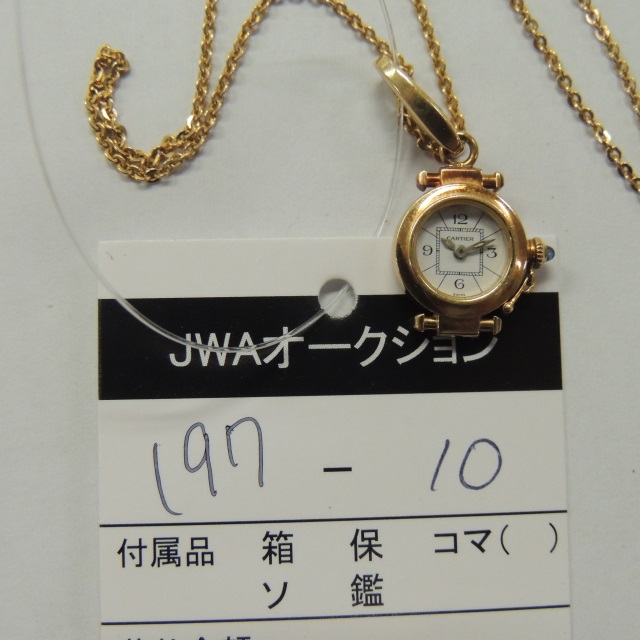 12
CARTIER
9 3
6
JWAオークション
197 - 10
付属品 箱 保 コマ( )
ソ 鑑